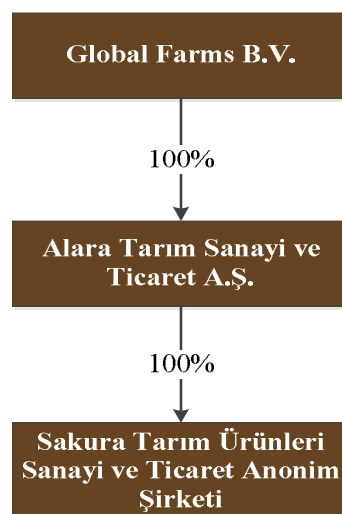 Global Farms B.V.
100%
Alara Tarım Sanayi ve
Ticaret A.Ş.
100%
Sakura Tarım Ürünleri
Sanayi ve Ticaret Anonim
Şirketi